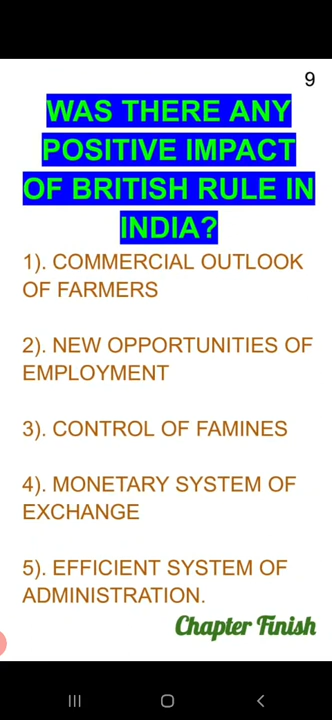 9
WAS THERE ANY
POSITIVE IMPACT
OF BRITISH RULE IN
INDIA?
1). COMMERCIAL OUTLOOK
OF FARMERS
2). NEW OPPORTUNITIES OF
EMPLOYMENT
3). CONTROL OF FAMINES
4). MONETARY SYSTEM OF
EXCHANGE
5). EFFICIENT SYSTEM OF
ADMINISTRATION.
Chapter Finish